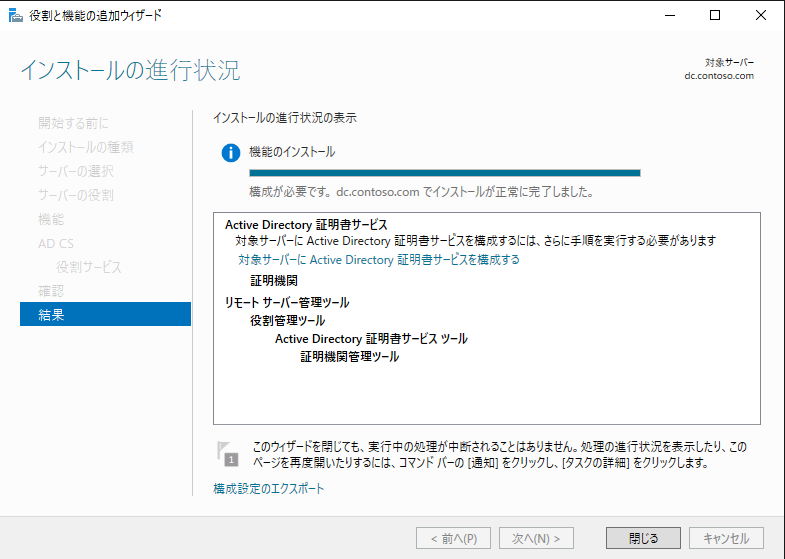 役割と機能の追加ウィザード
インストールの進行状況
対象サーバー
dc.contoso.com
開始する前に
インストールの種類
サーバーの選択
サーバーの役割
機能
AD CS
役割サービス
確認
結果
インストールの進行状況の表示
機能のインストール
構成が必要です。dc.contoso.com でインストールが正常に完了しました。
Active Directory 証明書サービス
対象サーバーに Active Directory 証明書サービスを構成するには、さらに手順を実行する必要があります
対象サーバーに Active Directory 証明書サービスを構成する
証明機関
リモート サーバー管理ツール
役割管理ツール
Active Directory 証明書サービス ツール
証明機関管理ツール
1
このウィザードを閉じても、実行中の処理が中断されることはありません。処理の進行状況を表示したり、この
ページを再度開いたりするには、コマンド バーの [通知] をクリックし、[タスクの詳細] をクリックします。
構成設定のエクスポート
< 前へ(P)
次へ(N) >
閉じる
キャンセル